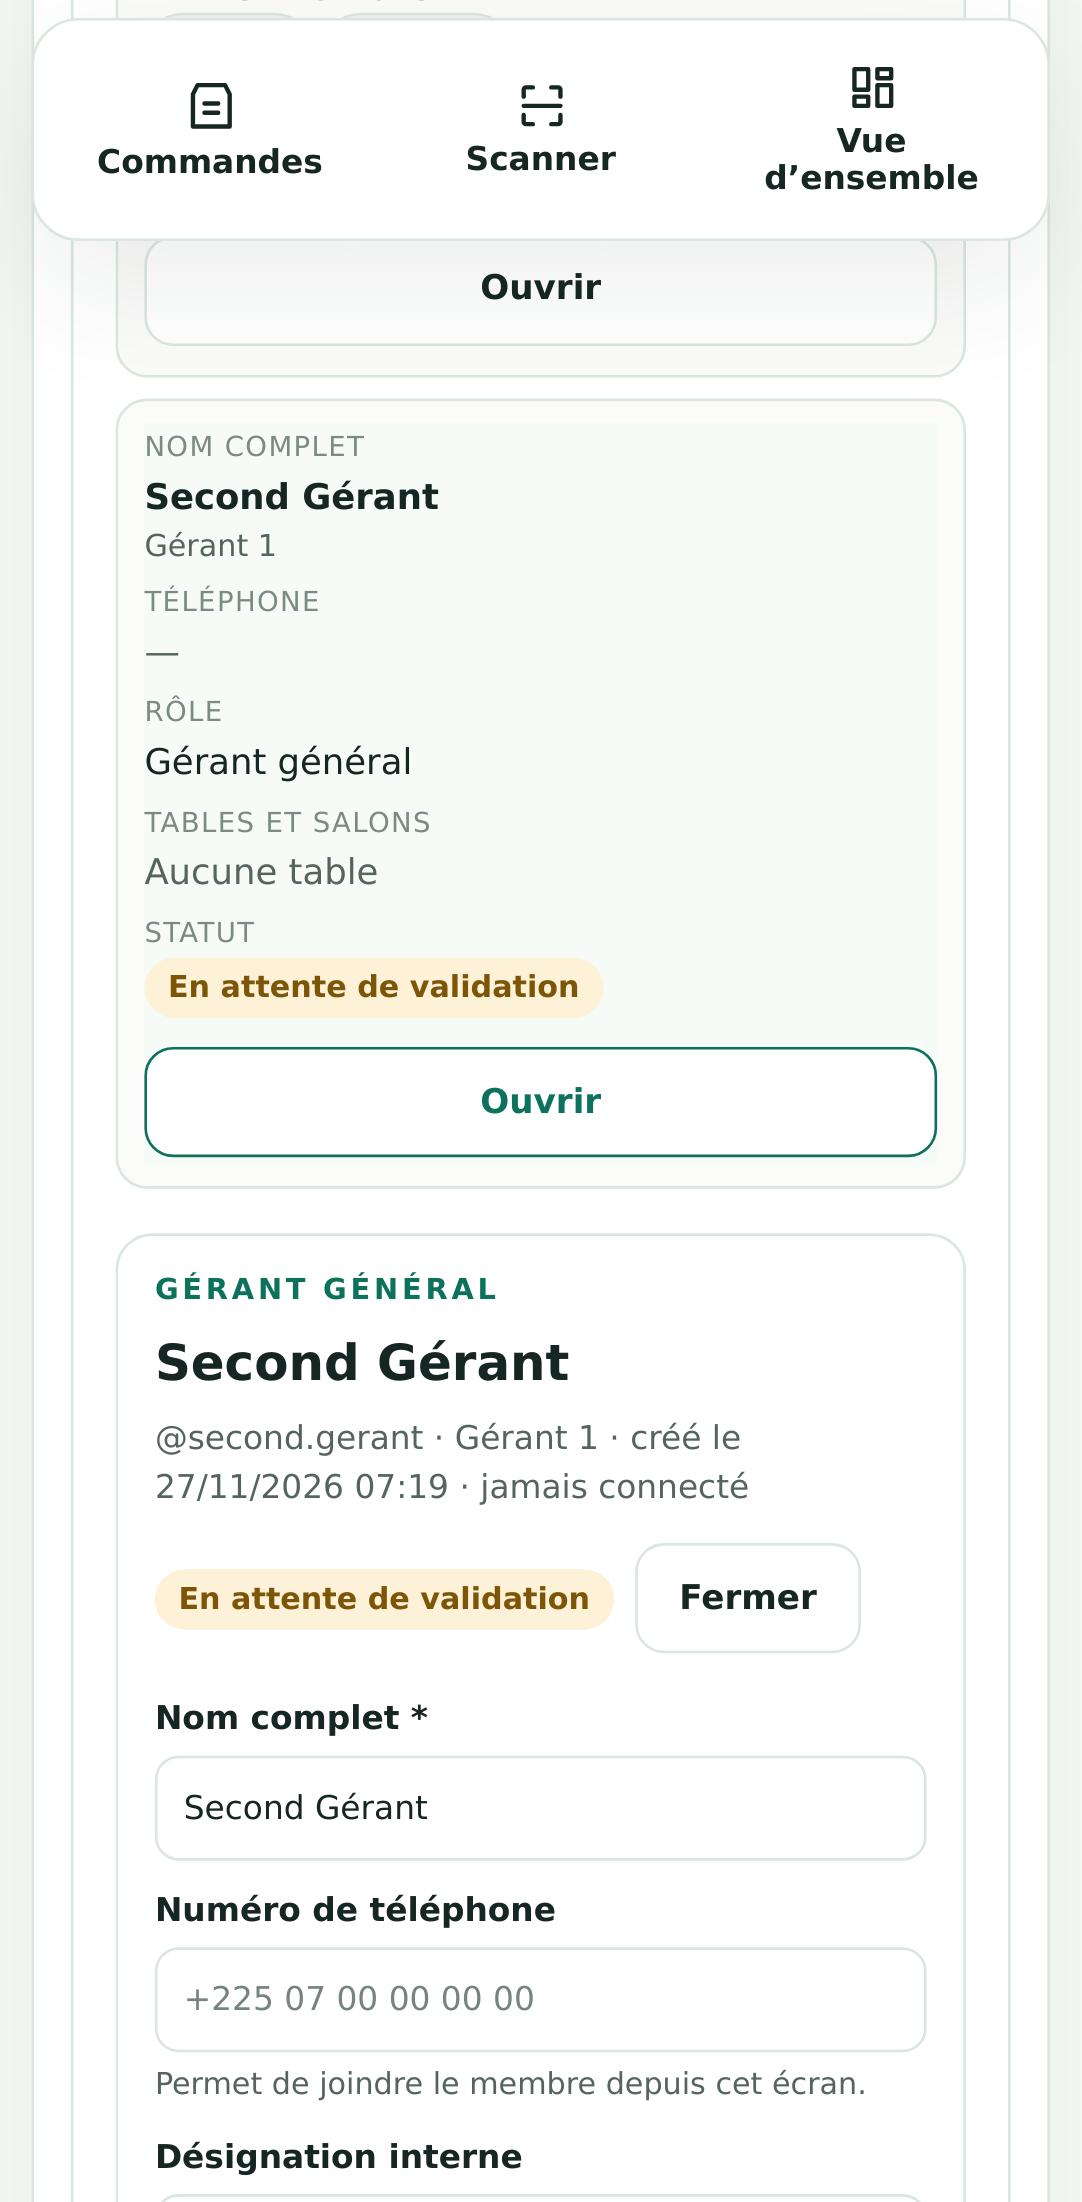 Commandes
Scanner
Vue
d’ensemble
Ouvrir
NOM COMPLET
Second Gérant
Gérant 1
TÉLÉPHONE
—
RÔLE
Gérant général
TABLES ET SALONS
Aucune table
STATUT
En attente de validation
Ouvrir
GÉRANT GÉNÉRAL
Second Gérant
@second.gerant · Gérant 1 · créé le
27/11/2026 07:19 · jamais connecté
En attente de validation
Fermer
Nom complet *
Second Gérant
Numéro de téléphone
+225 07 00 00 00 00
Permet de joindre le membre depuis cet écran.
Désignation interne